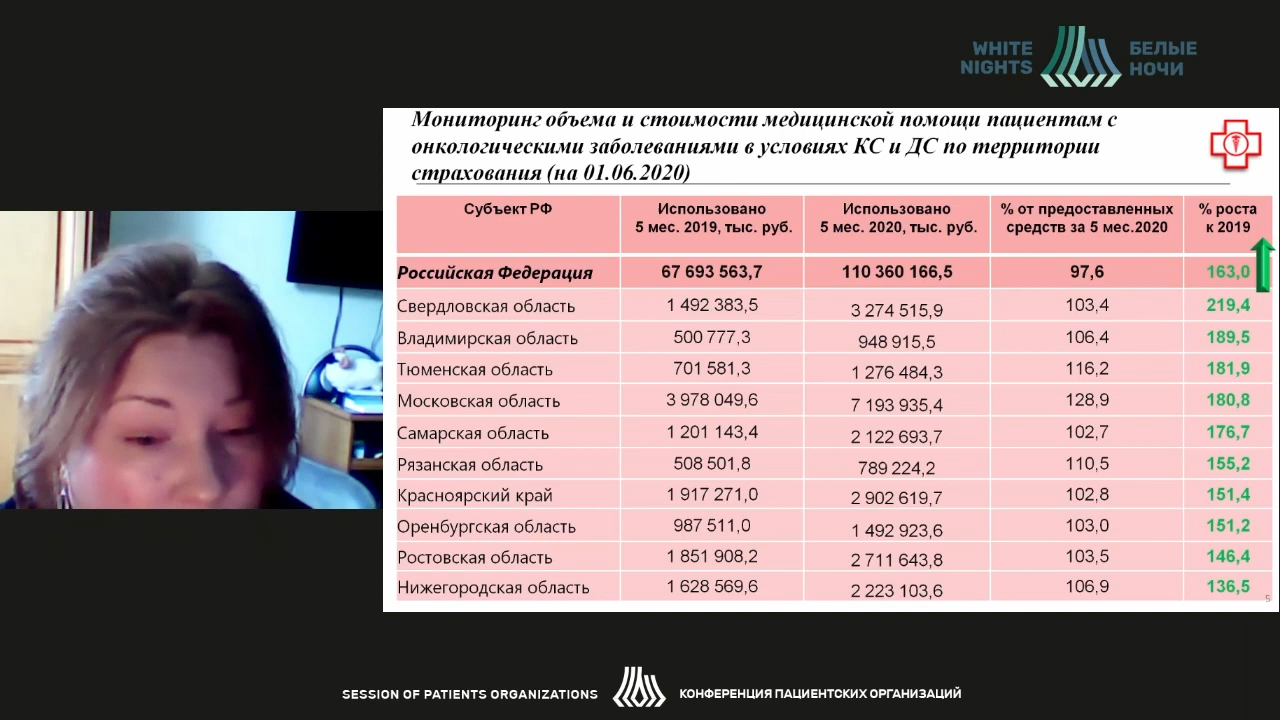 WHITE
NIGHTS
БЕЛЫЕ
НОЧИ
Мониторинг объема и стоимости медицинской помощи пациентам с
онкологическими заболеваниями в условиях КС и ДС по территории
страхования (на 01.06.2020)
Субъект РФ
Использовано
5 мес. 2019, тыс. руб.
Использовано
5 мес. 2020, тыс. руб.
% от предоставленных
средств за 5 мес.2020
% роста
к 2019
Российская Федерация 67 693 563,7 110 360 166,5 97,6 163,0
Свердловская область 1 492 383,5 3 274 515,9 103,4 219,4
Владимирская область 500 777,3 948 915,5 106,4 189,5
Тюменская область 701 581,3 1 276 484,3 116,2 181,9
Московская область 3 978 049,6 7 193 935,4 128,9 180,8
Самарская область 1 201 143,4 2 122 693,7 102,7 176,7
Рязанская область 508 501,8 789 224,2 110,5 155,2
Красноярский край 1 917 271,0 2 902 619,7 102,8 151,4
Оренбургская область 987 511,0 1 492 923,6 103,0 151,2
Ростовская область 1 851 908,2 2 711 643,8 103,5 146,4
Нижегородская область 1 628 569,6 2 223 103,6 106,9 136,5
5
SESSION OF PATIENTS ORGANIZATIONS
КОНФЕРЕНЦИЯ ПАЦИЕНТСКИХ ОРГАНИЗАЦИЙ